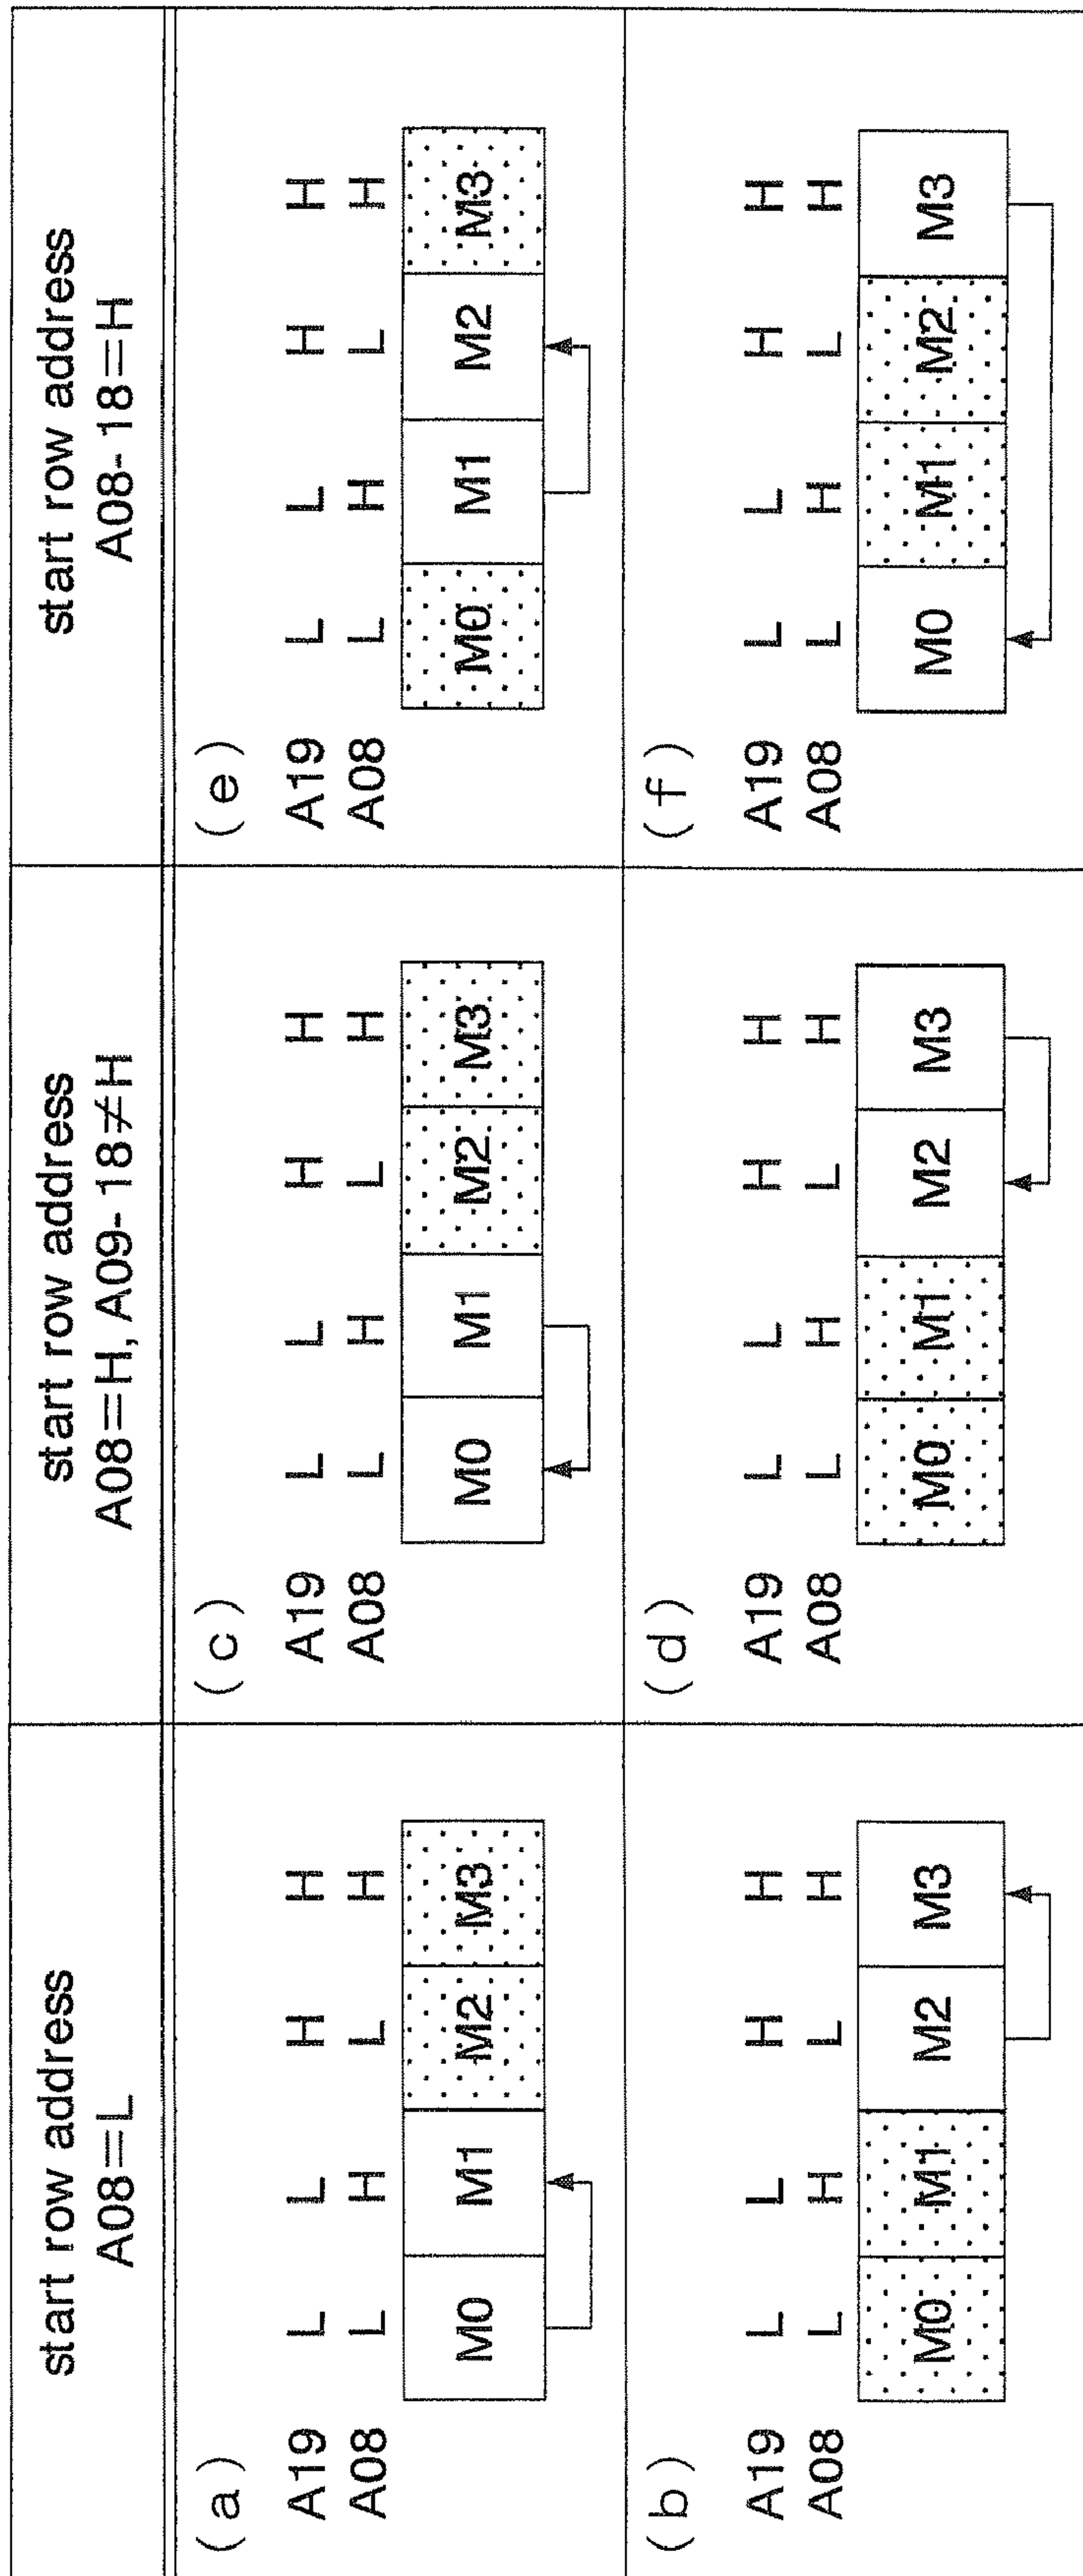 start row address
A08=L
start row address
A08=H, A09-18≠H
start row address
A08-18=H
(a)
A19 L L H H
A08 L H L H
M0 M1 M2 M3
(c)
A19 L L H H
A08 L H L H
M0 M1 M2 M3
(e)
A19 L L H H
A08 L H L H
M0 M1 M2 M3
(b)
A19 L L H H
A08 L H L H
M0 M1 M2 M3
(d)
A19 L L H H
A08 L H L H
M0 M1 M2 M3
(f)
A19 L L H H
A08 L H L H
M0 M1 M2 M3